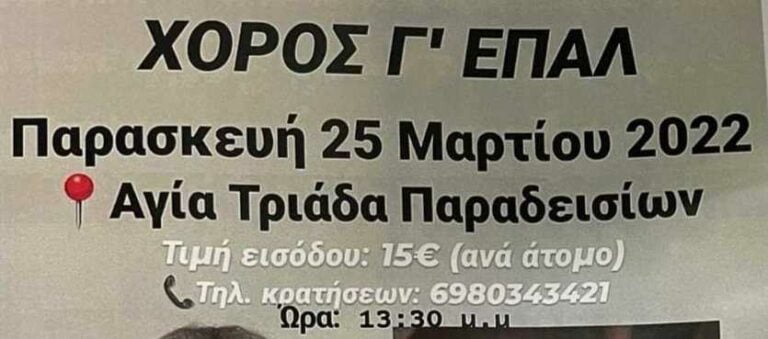 ΧΟΡΟΣ Γ' ΕΠΑΛ
Παρασκευή 25 Μαρτίου 2022
Αγία Τριάδα Παραδεισίων
Τιμή εισόδου: 15€ (ανά άτομο)
Τηλ. κρατήσεων: 6980343421
Ώρα: 13:30 μ.μ